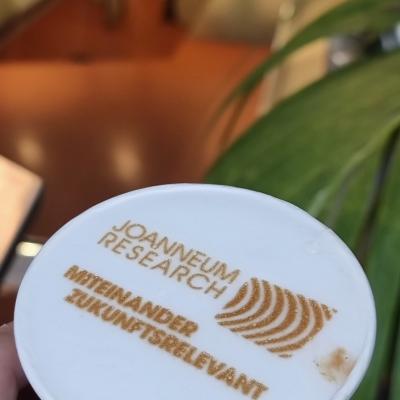 JOANNEUM
RESEARCH
MITEINANDER
ZUKUNFTSRELEVANT